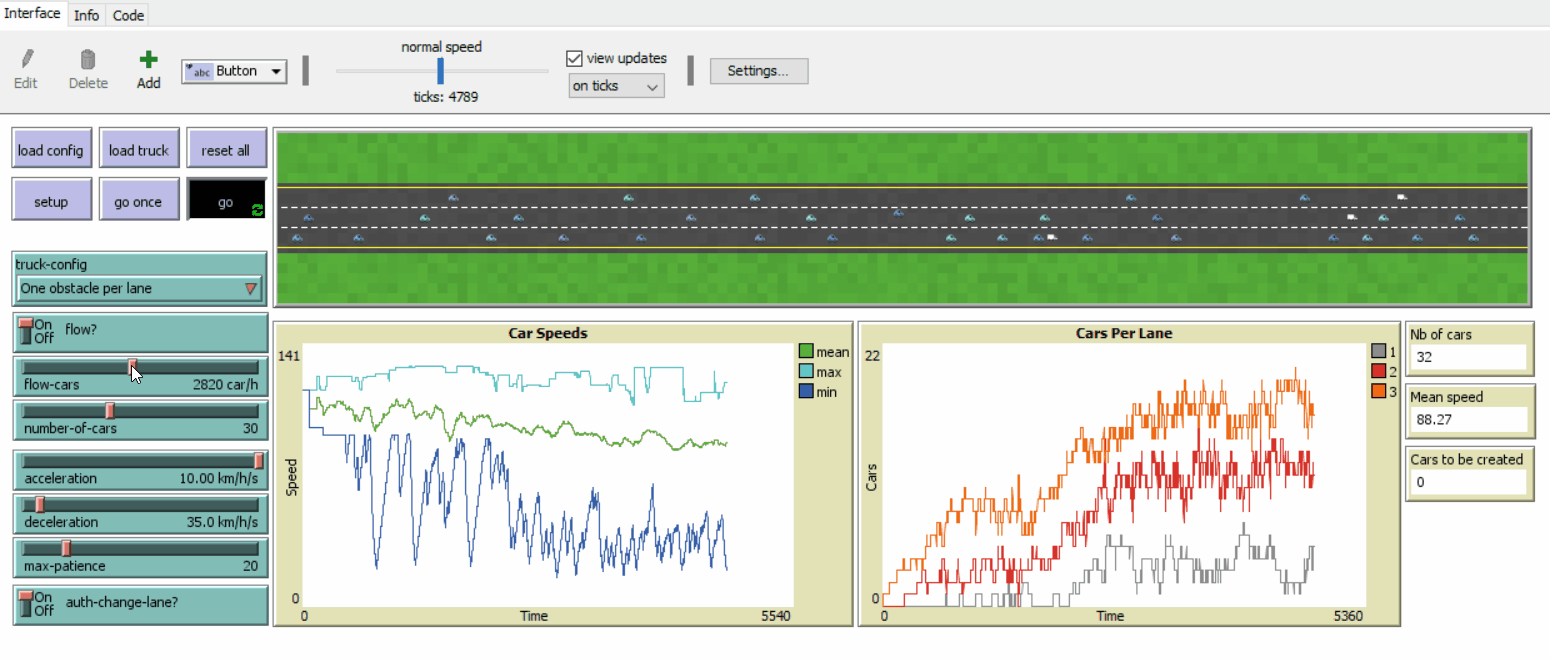 Interface Info Code
normal speed
view updates
Edit Delete Add
abc Button
on ticks
Settings...
ticks: 4789
load config load truck reset all
setup go once go
truck-config
One obstacle per lane
On
Off
flow?
flow-cars 2820 car/h
number-of-cars 30
acceleration 10.00 km/h/s
deceleration 35.0 km/h/s
max-patience 20
On
Off
auth-change-lane?
Car Speeds
141
mean
max
min
Speed
0
0 Time 5540
Cars Per Lane
22
1
2
3
Cars
0
0 Time 5360
Nb of cars
32
Mean speed
88.27
Cars to be created
0